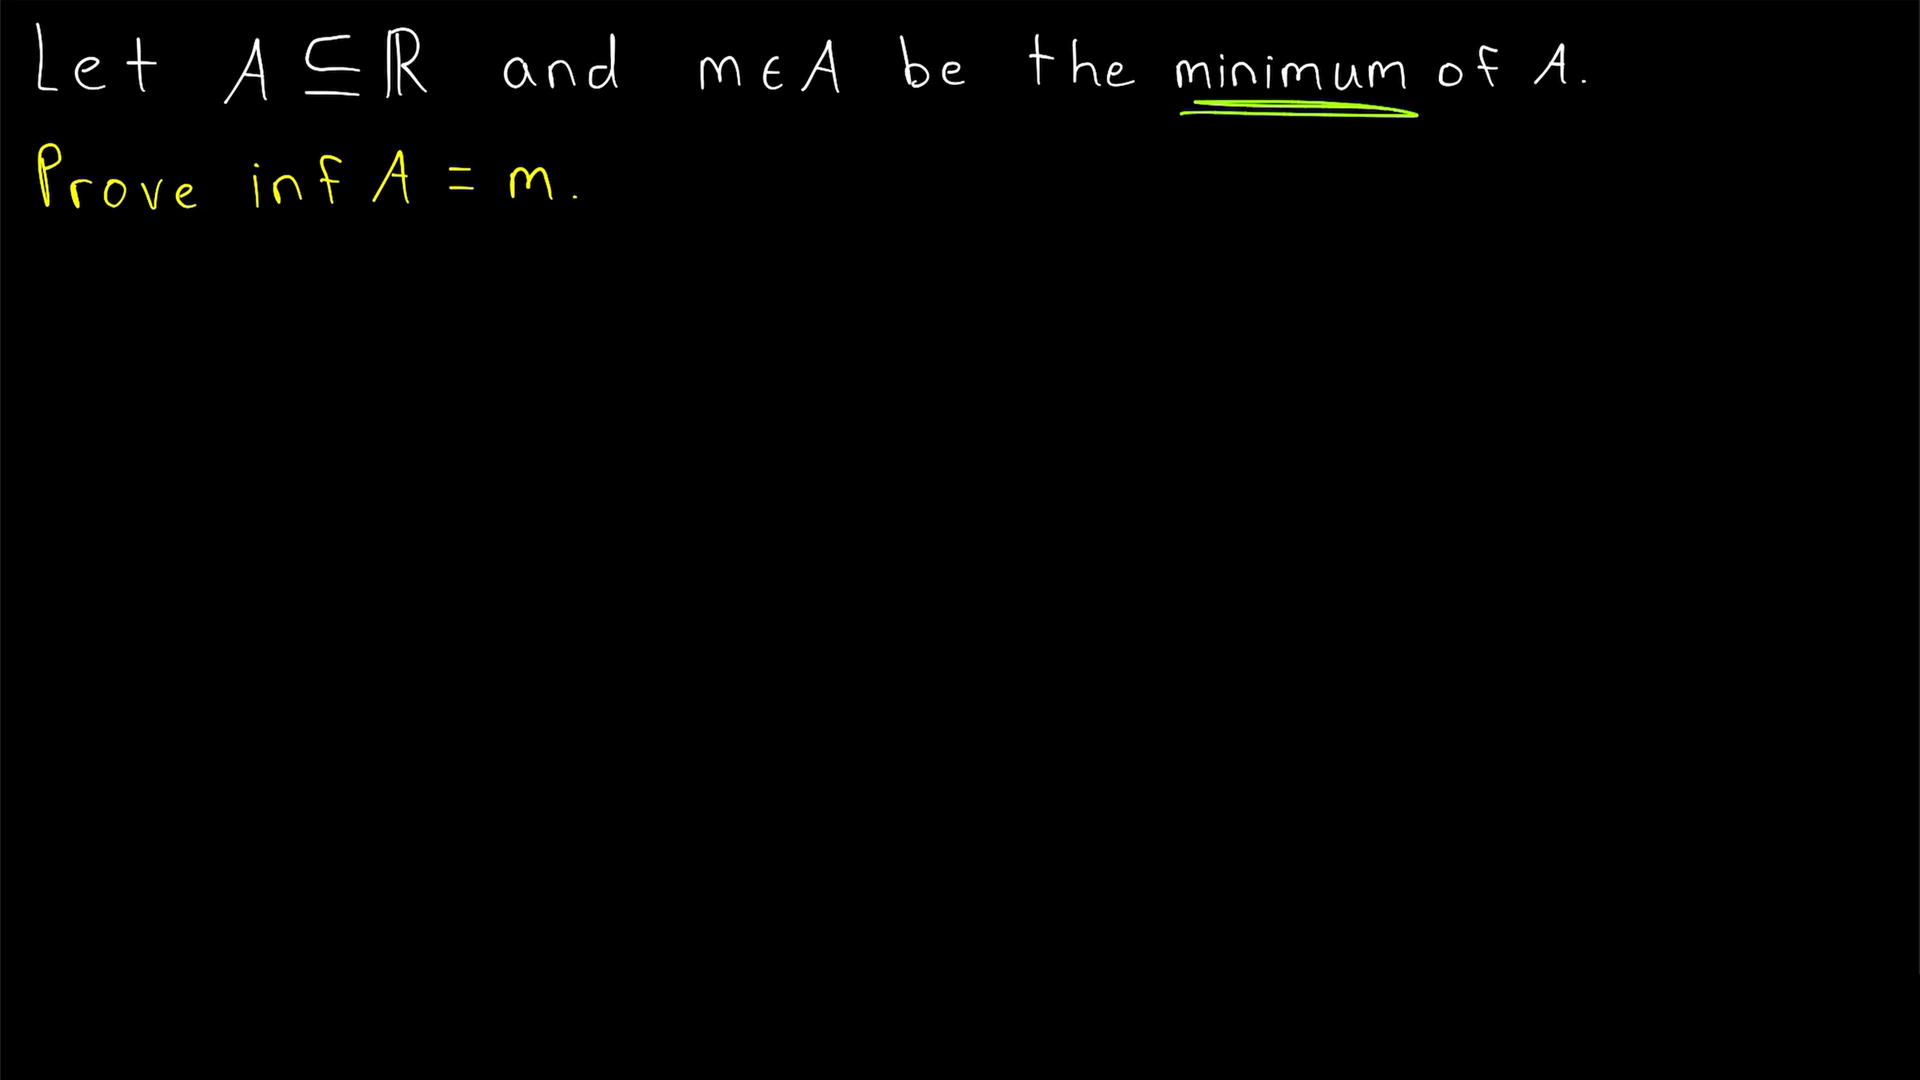 Let A ⊆ ℝ and m ∈ A be the minimum of A.
Prove inf A = m.